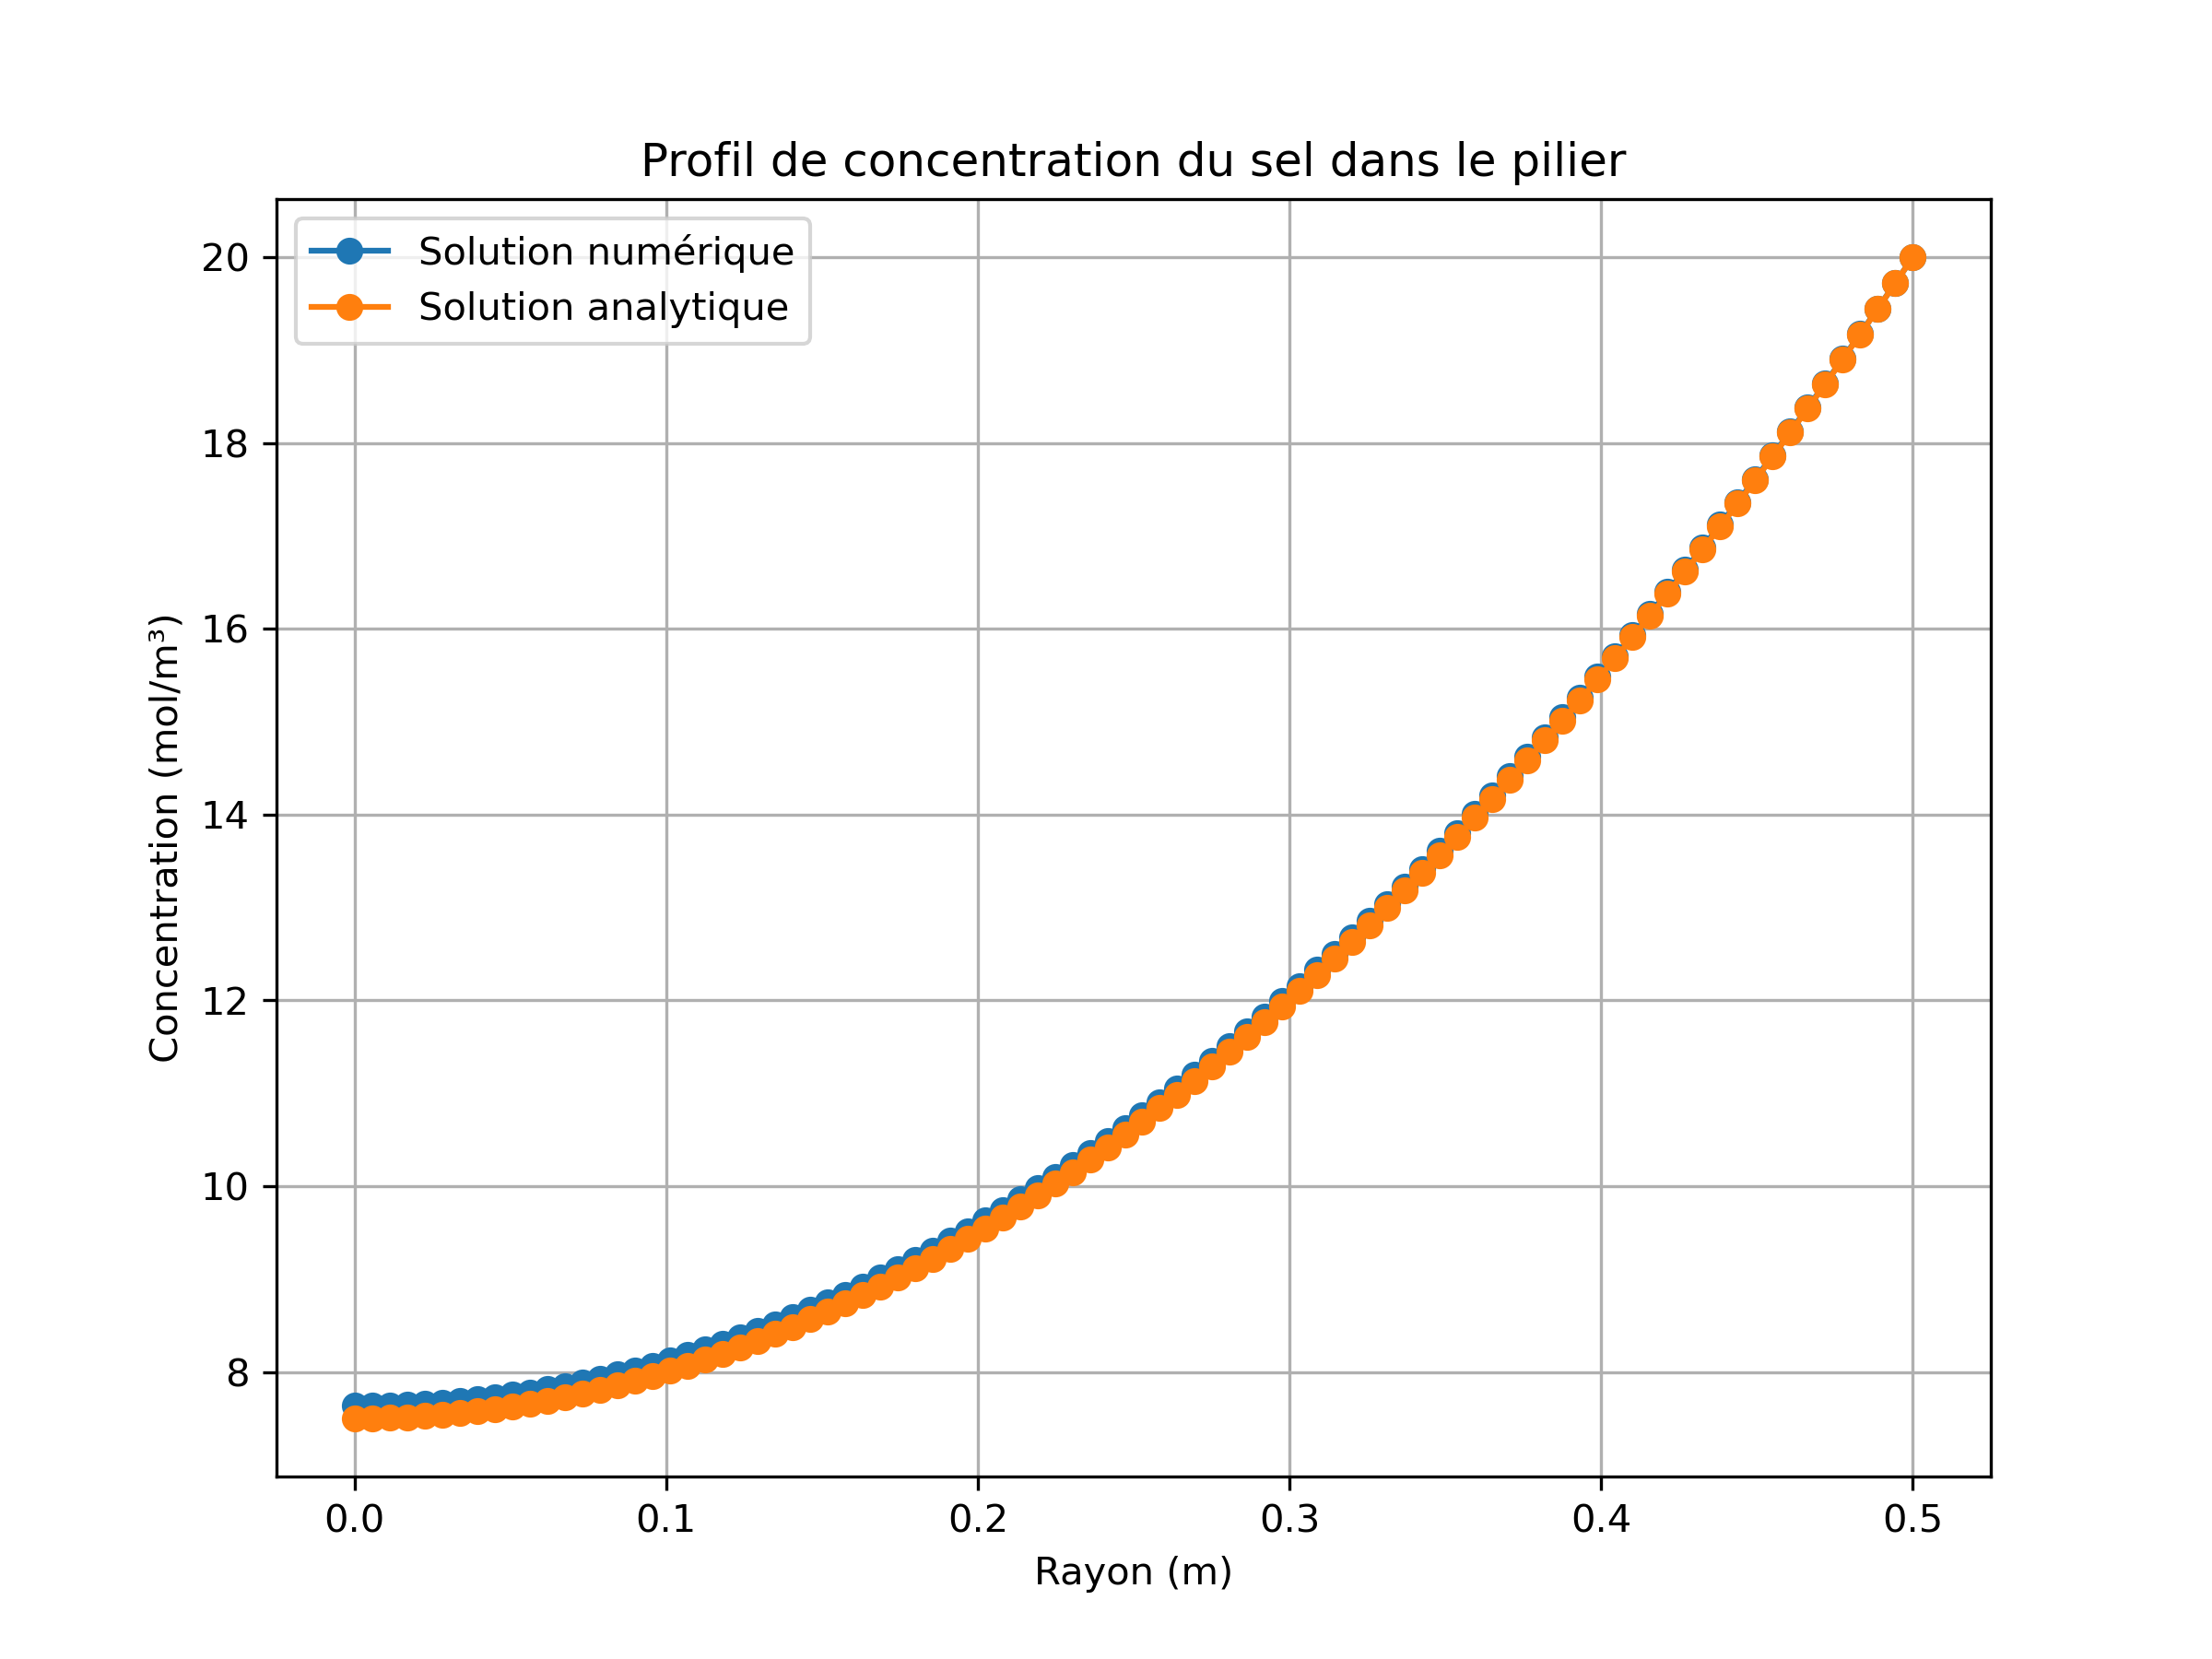 Profil de concentration du sel dans le pilier
Solution numérique
Solution analytique
20
18
16
14
12
10
8
Concentration (mol/m³)
0.0 0.1 0.2 0.3 0.4 0.5
Rayon (m)